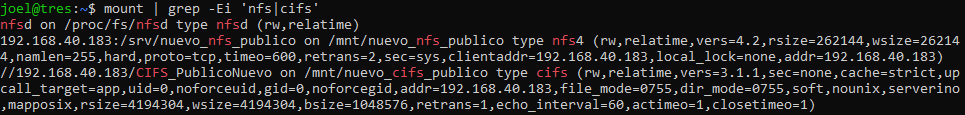 joel@tres:~$ mount | grep -Ei 'nfs|cifs'
nfsd on /proc/fs/nfsd type nfsd (rw,relatime)
192.168.40.183:/srv/nuevo_nfs_publico on /mnt/nuevo_nfs_publico type nfs4 (rw,relatime,vers=4.2,rsize=262144,wsize=26214
4,namlen=255,hard,proto=tcp,timeo=600,retrans=2,sec=sys,clientaddr=192.168.40.183,local_lock=none,addr=192.168.40.183)
//192.168.40.183/CIFS_PublicoNuevo on /mnt/nuevo_cifs_publico type cifs (rw,relatime,vers=3.1.1,sec=none,cache=strict,up
call_target=app,uid=0,noforceuid,gid=0,noforcegid,addr=192.168.40.183,file_mode=0755,dir_mode=0755,soft,nounix,serverino
,mapposix,rsize=4194304,wsize=4194304,bsize=1048576,retrans=1,echo_interval=60,actimeo=1,closetimeo=1)